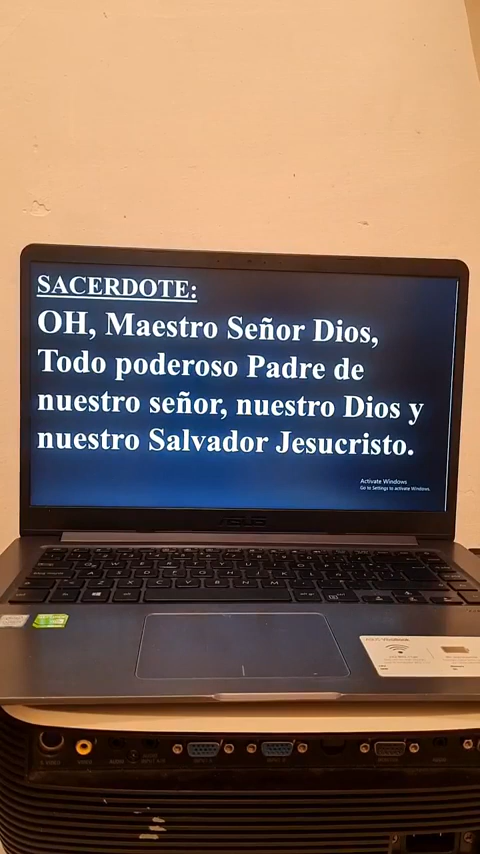 SACERDOTE:
OH, Maestro Señor Dios,
Todo poderoso Padre de
nuestro señor, nuestro Dios y
nuestro Salvador Jesucristo.
Activate Windows
Go to Settings to activate Windows.
ASUS
VIDEO